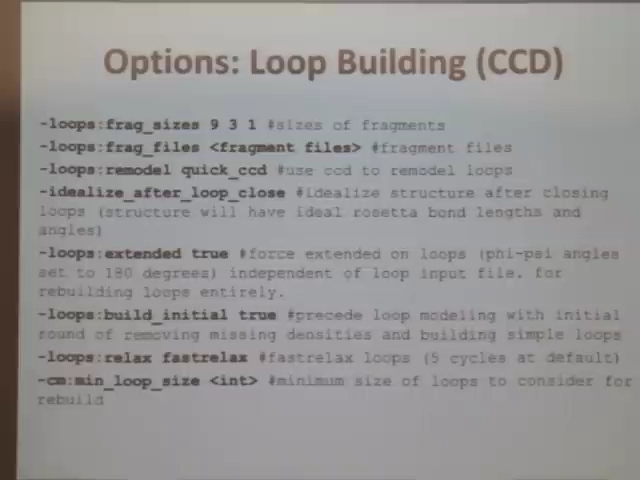 Options: Loop Building (CCD)
-loops:frag_sizes 9 3 1 #sizes of fragments
-loops:frag_files <fragment files> #fragment files
-loops:remodel quick_ccd #use ccd to remodel loops
-idealize_after_loop_close #idealize structure after closing
loops (structure will have ideal rosetta bond lengths and
angles)
-loops:extended true #force extended on loops (phi-psi angles
set to 180 degrees) independent of loop input file. for
rebuilding loops entirely.
-loops:build_initial true #precede loop modeling with initial
round of removing missing densities and building simple loops
-loops:relax fastrelax #fastrelax loops (5 cycles at default)
-cm:min_loop_size <int> #minimum size of loops to consider for
rebuild